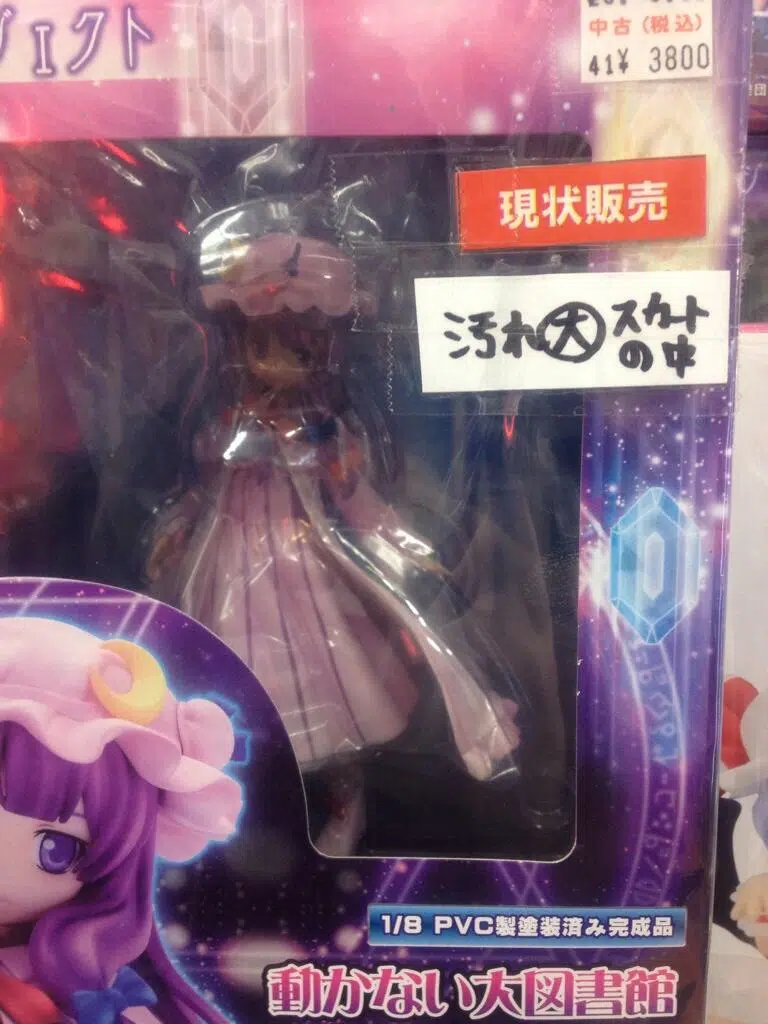 ジェクト
中古（税込）
41¥ 3800
現状販売
汚れ大スカート
の中
1/8 PVC製塗装済み完成品
動かない大図書館